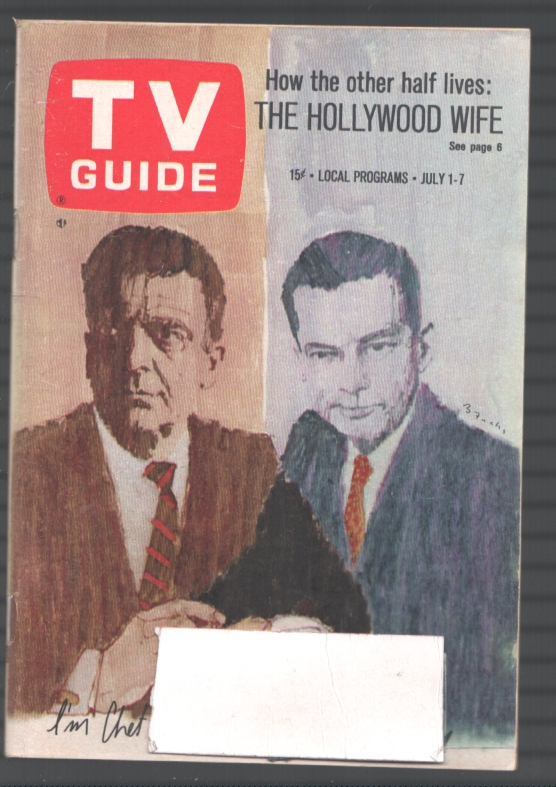 TV
GUIDE
®
How the other half lives:
THE HOLLYWOOD WIFE
See page 6
15¢ • LOCAL PROGRAMS • JULY 1-7
I'm Chet